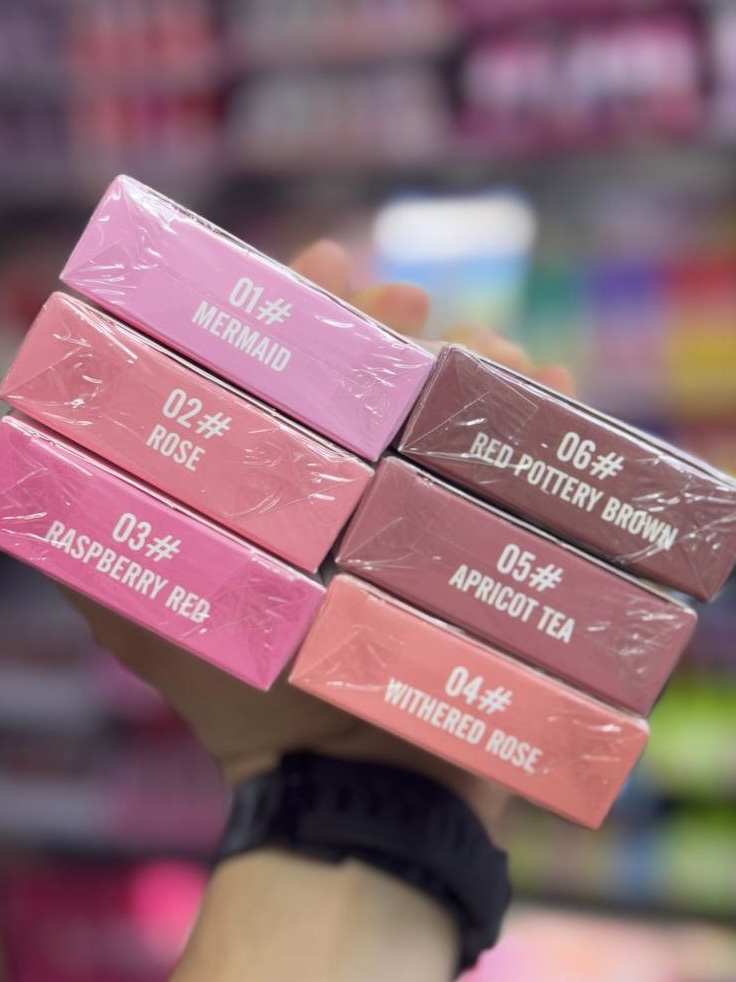 01#
MERMAID
02#
ROSE
03#
RASPBERRY RED
06#
RED POTTERY BROWN
05#
APRICOT TEA
04#
WITHERED ROSE